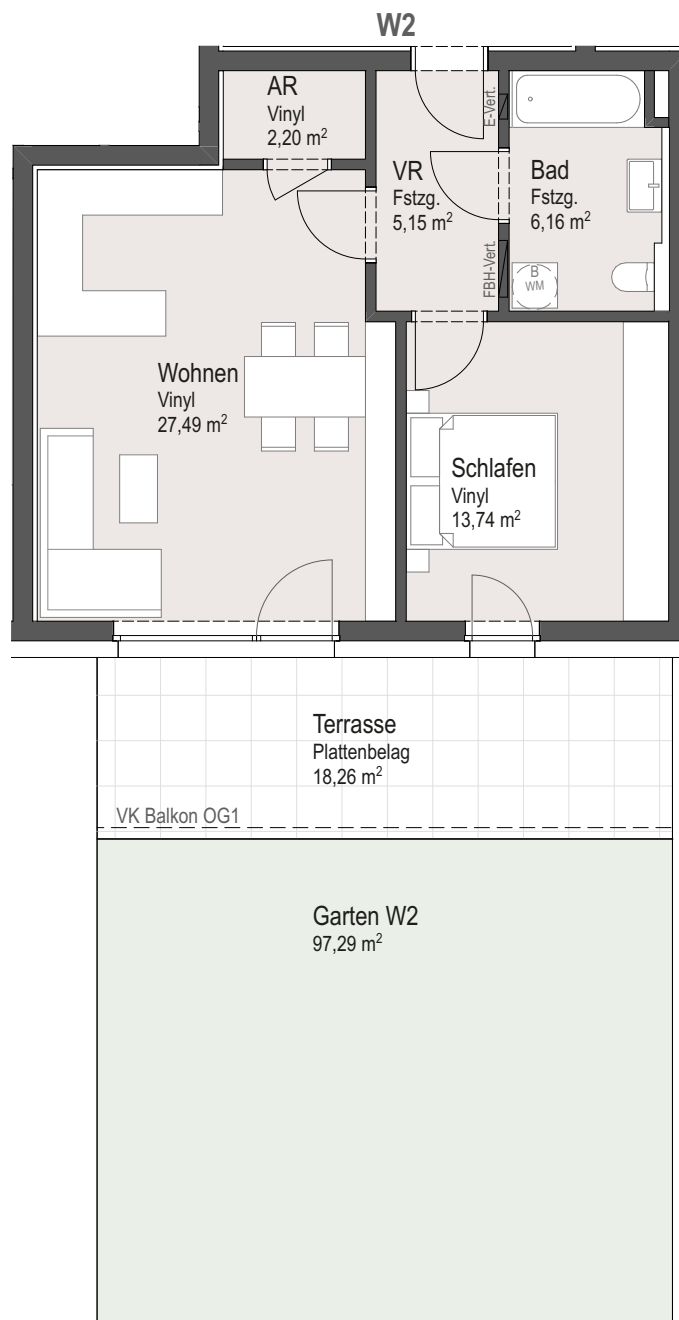 W2
AR
Vinyl
2,20 m²
VR
Fstzg.
5,15 m²
E-Vert.
FBH-Vert.
Bad
Fstzg.
6,16 m²
B
WM
Wohnen
Vinyl
27,49 m²
Schlafen
Vinyl
13,74 m²
Terrasse
Plattenbelag
18,26 m²
VK Balkon OG1
Garten W2
97,29 m²